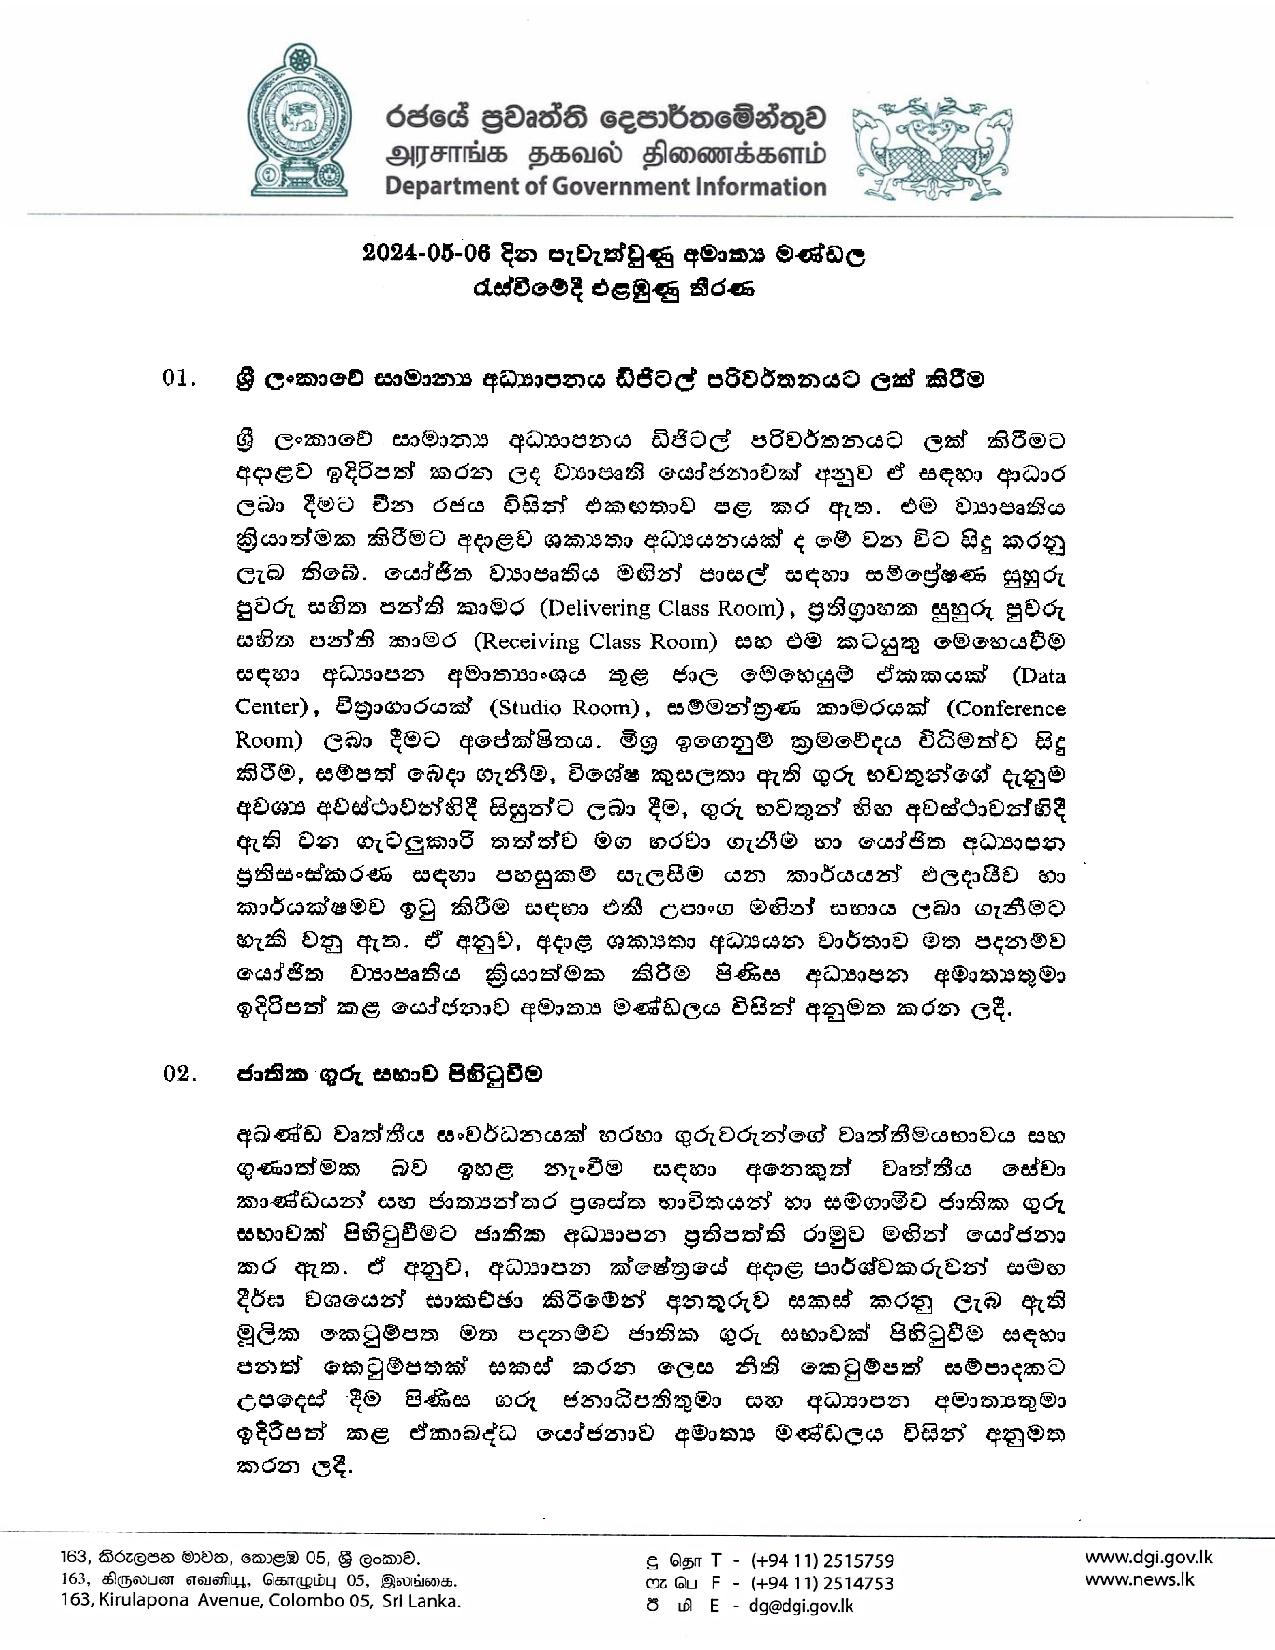 රජයේ ප්‍රවෘත්ති දෙපාර්තමේන්තුව
அரசாங்க தகவல் திணைக்களம்
Department of Government Information
2024-05-06 දින පැවැත්වුණු අමාත්‍ය මණ්ඩල
රැස්වීමේදී එළඹුණු තීරණ
01. ශ්‍රී ලංකාවේ සාමාන්‍ය අධ්‍යාපනය ඩිජිටල් පරිවර්තනයට ලක් කිරීම
ශ්‍රී ලංකාවේ සාමාන්‍ය අධ්‍යාපනය ඩිජිටල් පරිවර්තනයට ලක් කිරීමට
අදාළව ඉදිරිපත් කරන ලද ව්‍යාපෘති යෝජනාවක් අනුව ඒ සඳහා ආධාර
ලබා දීමට චීන රජය විසින් එකඟතාව පළ කර ඇත. එම ව්‍යාපෘතිය
ක්‍රියාත්මක කිරීමට අදාළව ශක්‍යතා අධ්‍යයනයක් ද මේ වන විට සිදු කරනු
ලැබ තිබේ. යෝජිත ව්‍යාපෘතිය මඟින් පාසල් සඳහා සම්ප්‍රේෂණ සුහුරු
පුවරු සහිත පන්ති කාමර (Delivering Class Room), ප්‍රතිග්‍රාහක සුහුරු පුවරු
සහිත පන්ති කාමර (Receiving Class Room) සහ එම කටයුතු මෙහෙයවීම
සඳහා අධ්‍යාපන අමාත්‍යාංශය තුළ ජාල මෙහෙයුම් ඒකකයක් (Data
Center), චිත්‍රාගාරයක් (Studio Room), සම්මන්ත්‍රණ කාමරයක් (Conference
Room) ලබා දීමට අපේක්ෂිතය. මිශ්‍ර ඉගෙනුම් ක්‍රමවේදය විධිමත්ව සිදු
කිරීම, සම්පත් බෙදා ගැනීම, විශේෂ කුසලතා ඇති ගුරු භවතුන්ගේ දැනුම
අවශ්‍ය අවස්ථාවන්හිදී සිසුන්ට ලබා දීම, ගුරු භවතුන් හිඟ අවස්ථාවන්හිදී
ඇති වන ගැටලුකාරී තත්ත්ව මඟ හරවා ගැනීම හා යෝජිත අධ්‍යාපන
ප්‍රතිසංස්කරණ සඳහා පහසුකම් සැලසීම යන කාර්යයන් ඵලදායීව හා
කාර්යක්ෂමව ඉටු කිරීම සඳහා එකී උපාංග මඟින් සහාය ලබා ගැනීමට
හැකි වනු ඇත. ඒ අනුව, අදාළ ශක්‍යතා අධ්‍යයන වාර්තාව මත පදනම්ව
යෝජිත ව්‍යාපෘතිය ක්‍රියාත්මක කිරීම පිණිස අධ්‍යාපන අමාත්‍යතුමා
ඉදිරිපත් කළ යෝජනාව අමාත්‍ය මණ්ඩලය විසින් අනුමත කරන ලදී.
02. ජාතික ගුරු සභාව පිහිටුවීම
අඛණ්ඩ වෘත්තීය සංවර්ධනයක් හරහා ගුරුවරුන්ගේ වෘත්තීමයභාවය සහ
ගුණාත්මක බව ඉහළ නැංවීම සඳහා අනෙකුත් වෘත්තීය සේවා
කාණ්ඩයන් සහ ජාත්‍යන්තර ප්‍රශස්ත භාවිතයන් හා සමගාමීව ජාතික ගුරු
සභාවක් පිහිටුවීමට ජාතික අධ්‍යාපන ප්‍රතිපත්ති රාමුව මඟින් යෝජනා
කර ඇත. ඒ අනුව, අධ්‍යාපන ක්ෂේත්‍රයේ අදාළ පාර්ශ්වකරුවන් සමඟ
දීර්ඝ වශයෙන් සාකච්ඡා කිරීමෙන් අනතුරුව සකස් කරනු ලැබ ඇති
මූලික කෙටුම්පත මත පදනම්ව ජාතික ගුරු සභාවක් පිහිටුවීම සඳහා
පනත් කෙටුම්පතක් සකස් කරන ලෙස නීති කෙටුම්පත් සම්පාදකට
උපදෙස් දීම පිණිස ගරු ජනාධිපතිතුමා සහ අධ්‍යාපන අමාත්‍යතුමා
ඉදිරිපත් කළ ඒකාබද්ධ යෝජනාව අමාත්‍ය මණ්ඩලය විසින් අනුමත
කරන ලදී.
163, කිරුලපන මාවත, කොළඹ 05, ශ්‍රී ලංකාව.
163, கிருலபன எவனியூ, கொழும்பு 05, இலங்கை.
163, Kirulapona Avenue, Colombo 05, Sri Lanka.
දු தொ T - (+94 11) 2515759
ෆැ பெ F - (+94 11) 2514753
ඊ மி E - dg@dgi.gov.lk
www.dgi.gov.lk
www.news.lk